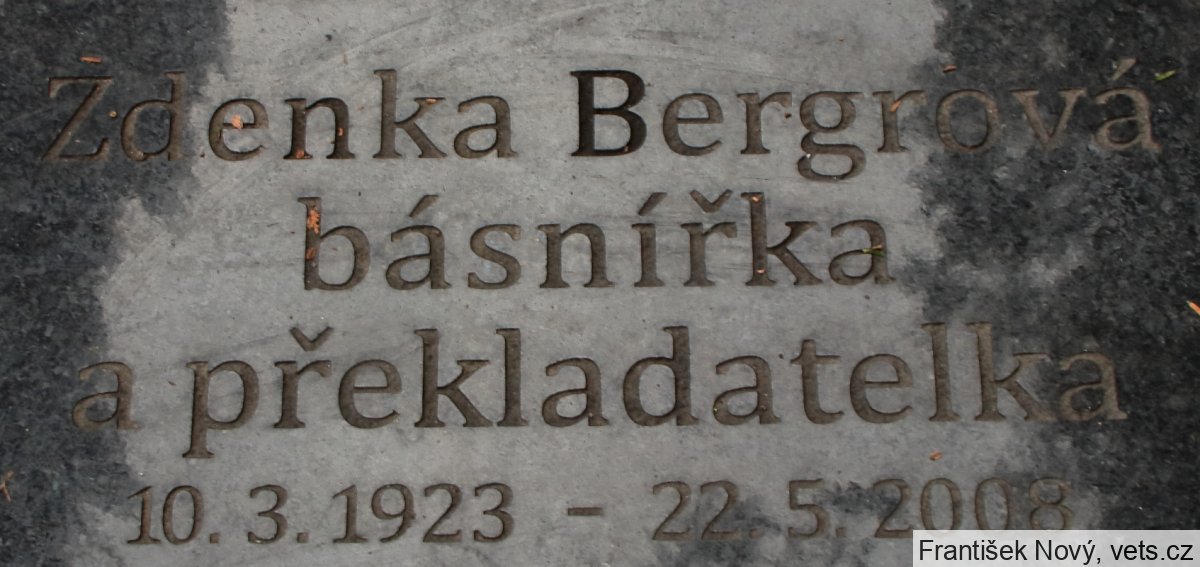 Zdenka Bergrová
básnířka
a překladatelka
10. 3. 1923 – 22. 5. 2008
František Nový, vets.cz